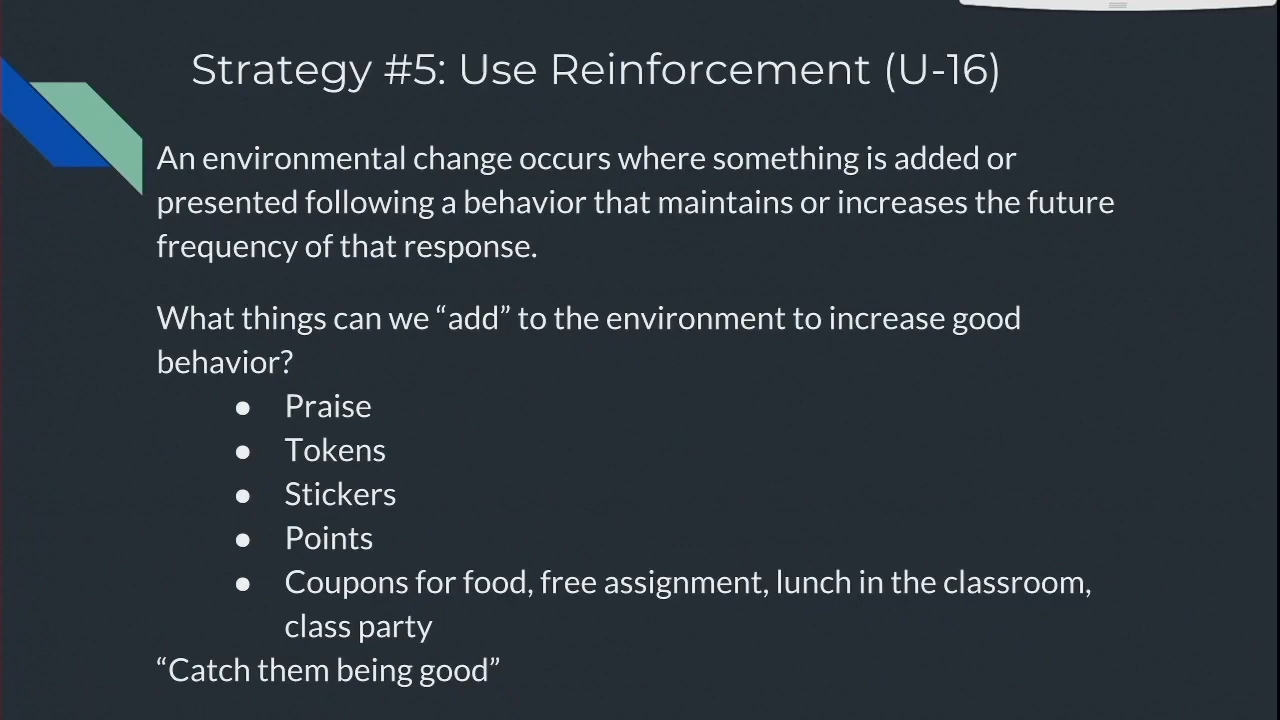 Strategy #5: Use Reinforcement (U-16)
An environmental change occurs where something is added or
presented following a behavior that maintains or increases the future
frequency of that response.
What things can we “add” to the environment to increase good
behavior?
● Praise
● Tokens
● Stickers
● Points
● Coupons for food, free assignment, lunch in the classroom,
class party
“Catch them being good”